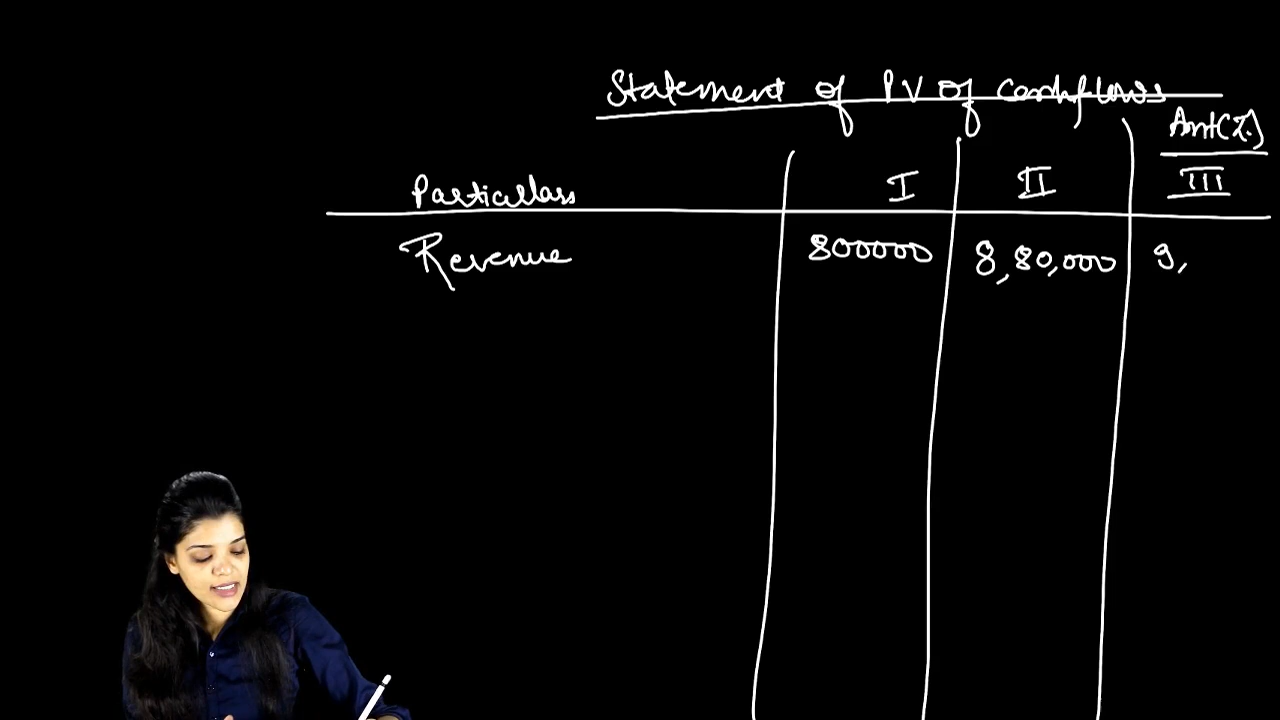 Statement of PV of Cashflows
Amt(₹)
Particulars I II III
Revenue 800000 8,80,000 9,